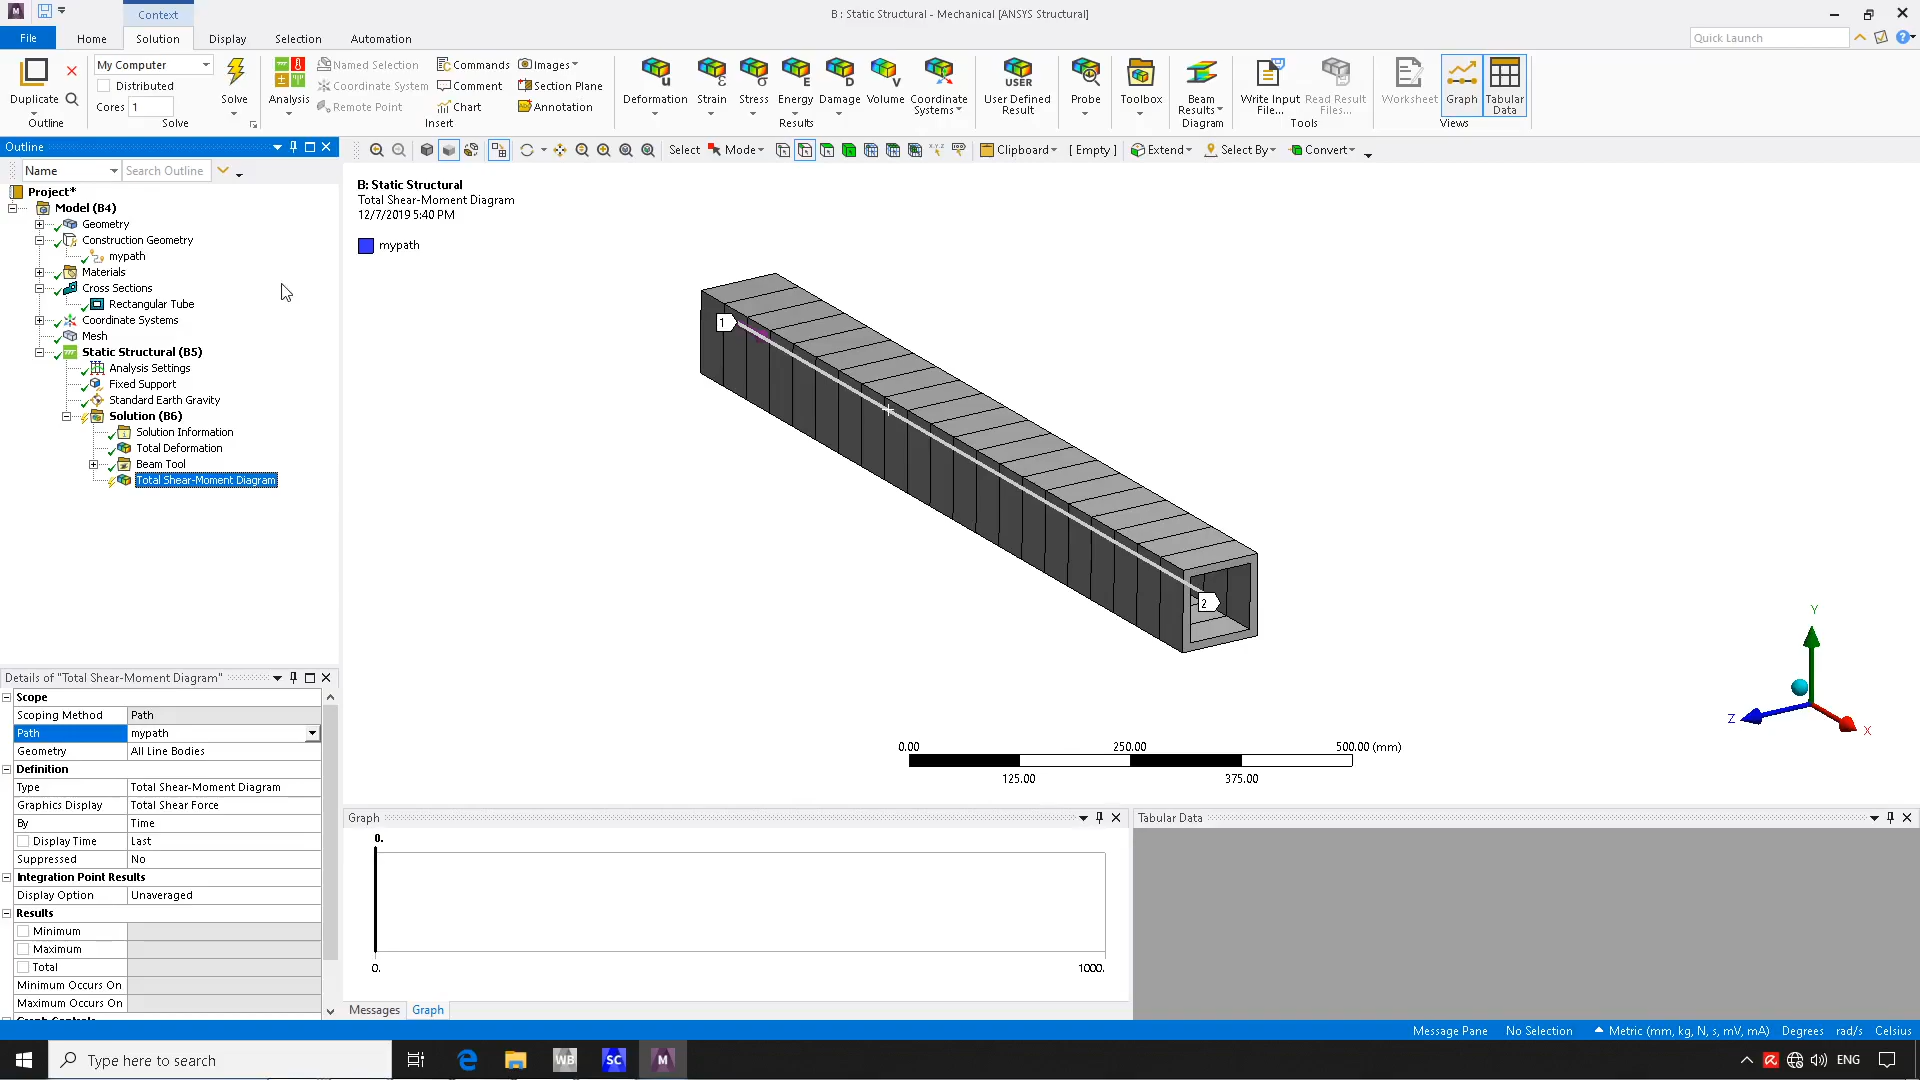 Context
B : Static Structural - Mechanical [ANSYS Structural]
File
Home
Solution
Display
Selection
Automation
Quick Launch
Duplicate
Outline
My Computer
Distributed
Cores 1
Solve
Solve
Analysis
Named Selection
Coordinate System
Remote Point
Commands
Comment
Chart
Images
Section Plane
Annotation
Insert
Deformation
Strain
Stress
Energy
Damage
Volume
Coordinate Systems
Results
User Defined Result
Probe
Toolbox
Beam Results
Diagram
Write Input File...
Read Result Files...
Tools
Worksheet
Graph
Tabular Data
Views
Outline
Name
Search Outline
Select
Mode
Clipboard
[ Empty ]
Extend
Select By
Convert
Project*
Model (B4)
Geometry
Construction Geometry
mypath
Materials
Cross Sections
Rectangular Tube
Coordinate Systems
Mesh
Static Structural (B5)
Analysis Settings
Fixed Support
Standard Earth Gravity
Solution (B6)
Solution Information
Total Deformation
Beam Tool
Total Shear-Moment Diagram
B: Static Structural
Total Shear-Moment Diagram
12/7/2019 5:40 PM
mypath
1
2
Y
Z
X
0.00
250.00
500.00 (mm)
125.00
375.00
Details of "Total Shear-Moment Diagram"
Scope
Scoping Method Path
Path mypath
Geometry All Line Bodies
Definition
Type Total Shear-Moment Diagram
Graphics Display Total Shear Force
By Time
Display Time Last
Suppressed No
Integration Point Results
Display Option Unaveraged
Results
Minimum
Maximum
Total
Minimum Occurs On
Maximum Occurs On
Graph Controls
Graph
0.
0.
1000.
Messages
Graph
Tabular Data
Message Pane
No Selection
Metric (mm, kg, N, s, mV, mA)
Degrees
rad/s
Celsius
Type here to search
WB
SC
M
ENG